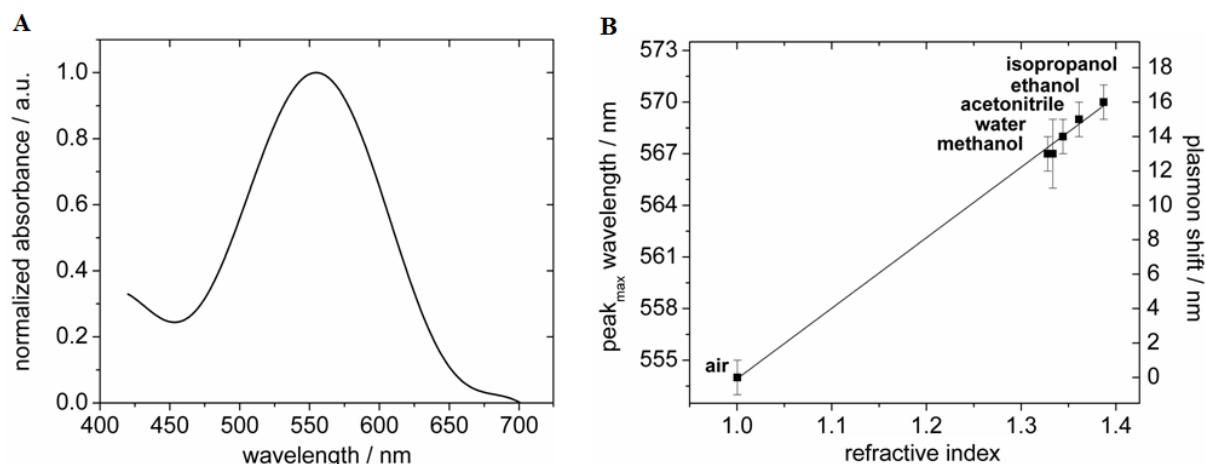 A
normalized absorbance / a.u.
1.0
0.8
0.6
0.4
0.2
0.0
400 450 500 550 600 650 700
wavelength / nm
B
peak_max wavelength / nm
573
570
567
564
561
558
555
isopropanol
ethanol
acetonitrile
water
methanol
air
18
16
14
12
10
8
6
4
2
0
plasmon shift / nm
1.0 1.1 1.2 1.3 1.4
refractive index